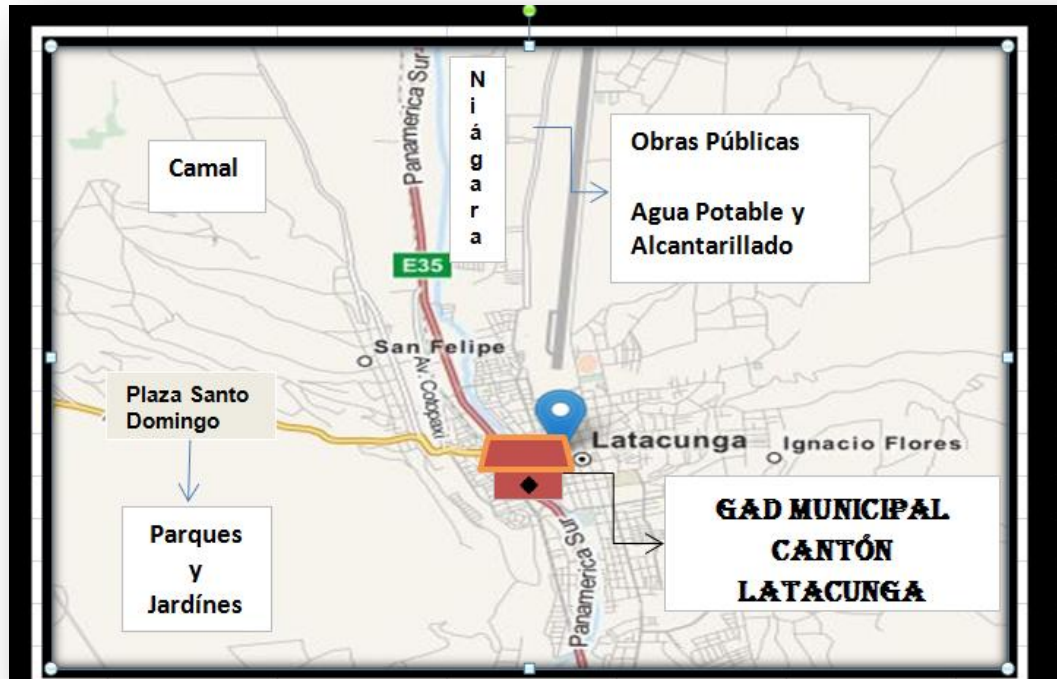 Panamerica Sur
Niágara
Obras Públicas
Agua Potable y
Alcantarillado
Camal
E35
San Felipe
Av. Cotopaxi
Plaza Santo
Domingo
Latacunga
Ignacio Flores
GAD MUNICIPAL
CANTÓN
LATACUNGA
Parques
y
Jardínes
Panamerica Sur